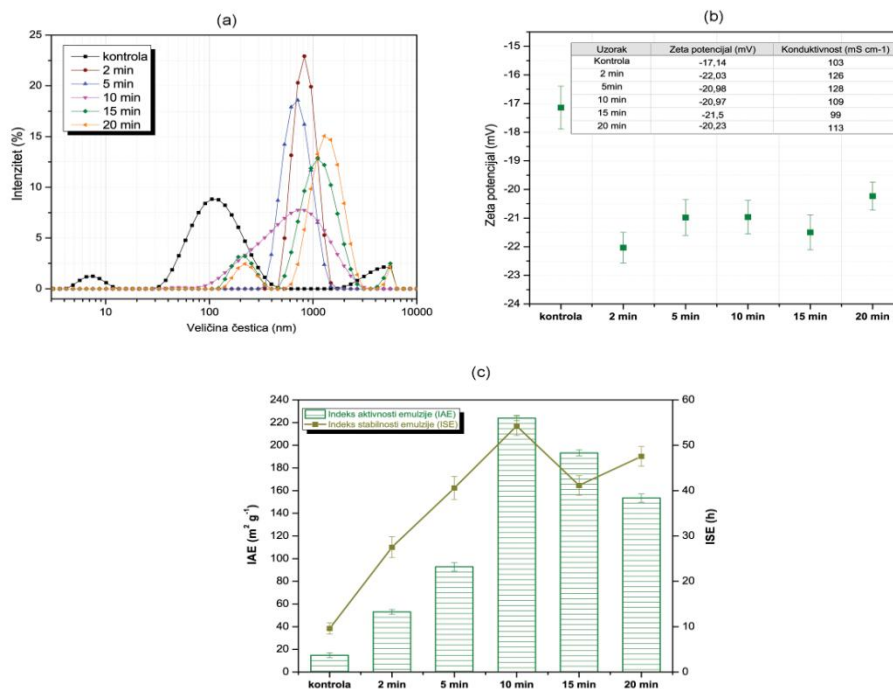 (a)
Intenzitet (%)
25
20
15
10
5
0
kontrola
2 min
5 min
10 min
15 min
20 min
10
100
1000
10000
Veličina čestica (nm)
(b)
Zeta potencijal (mV)
-15
-16
-17
-18
-19
-20
-21
-22
-23
-24
Uzorak Zeta potencijal (mV) Konduktivnost (mS cm-1)
Kontrola -17,14 103
2 min -22,03 126
5min -20,98 128
10 min -20,97 109
15 min -21,5 99
20 min -20,23 113
kontrola 2 min 5 min 10 min 15 min 20 min
(c)
IAE (m² g⁻¹)
240
220
200
180
160
140
120
100
80
60
40
20
0
Indeks aktivnosti emulzije (IAE)
Indeks stabilnosti emulzije (ISE)
60
50
40
30
20
10
0
ISE (h)
kontrola 2 min 5 min 10 min 15 min 20 min